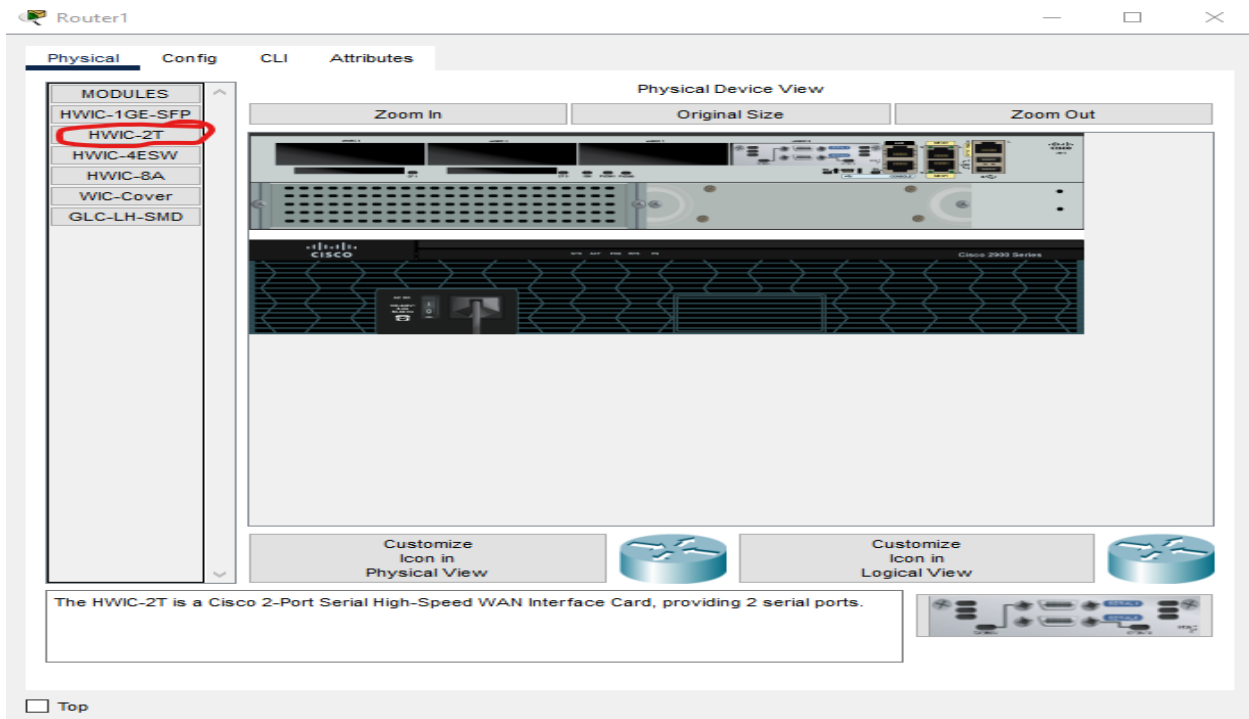 Router1
Physical Config CLI Attributes
MODULES
HWIC-1GE-SFP
HWIC-2T
HWIC-4ESW
HWIC-8A
WIC-Cover
GLC-LH-SMD
Physical Device View
Zoom In Original Size Zoom Out
CISCO
Cisco 2900 Series
Customize
Icon in
Physical View
Customize
Icon in
Logical View
The HWIC-2T is a Cisco 2-Port Serial High-Speed WAN Interface Card, providing 2 serial ports.
Top